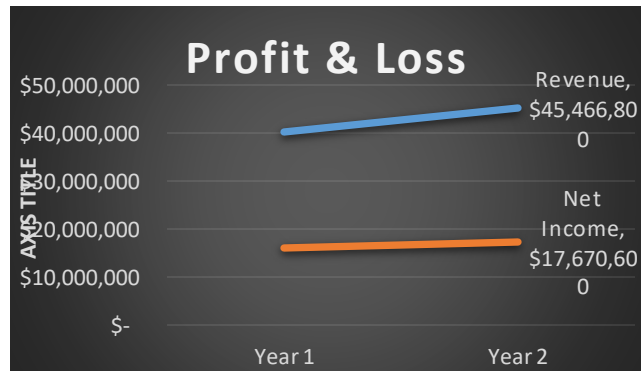 Profit & Loss
$50,000,000
$40,000,000
$30,000,000
$20,000,000
$10,000,000
$-
AXIS TIYLE
Revenue,
$45,466,80
0
Net
Income,
$17,670,60
0
Year 1
Year 2